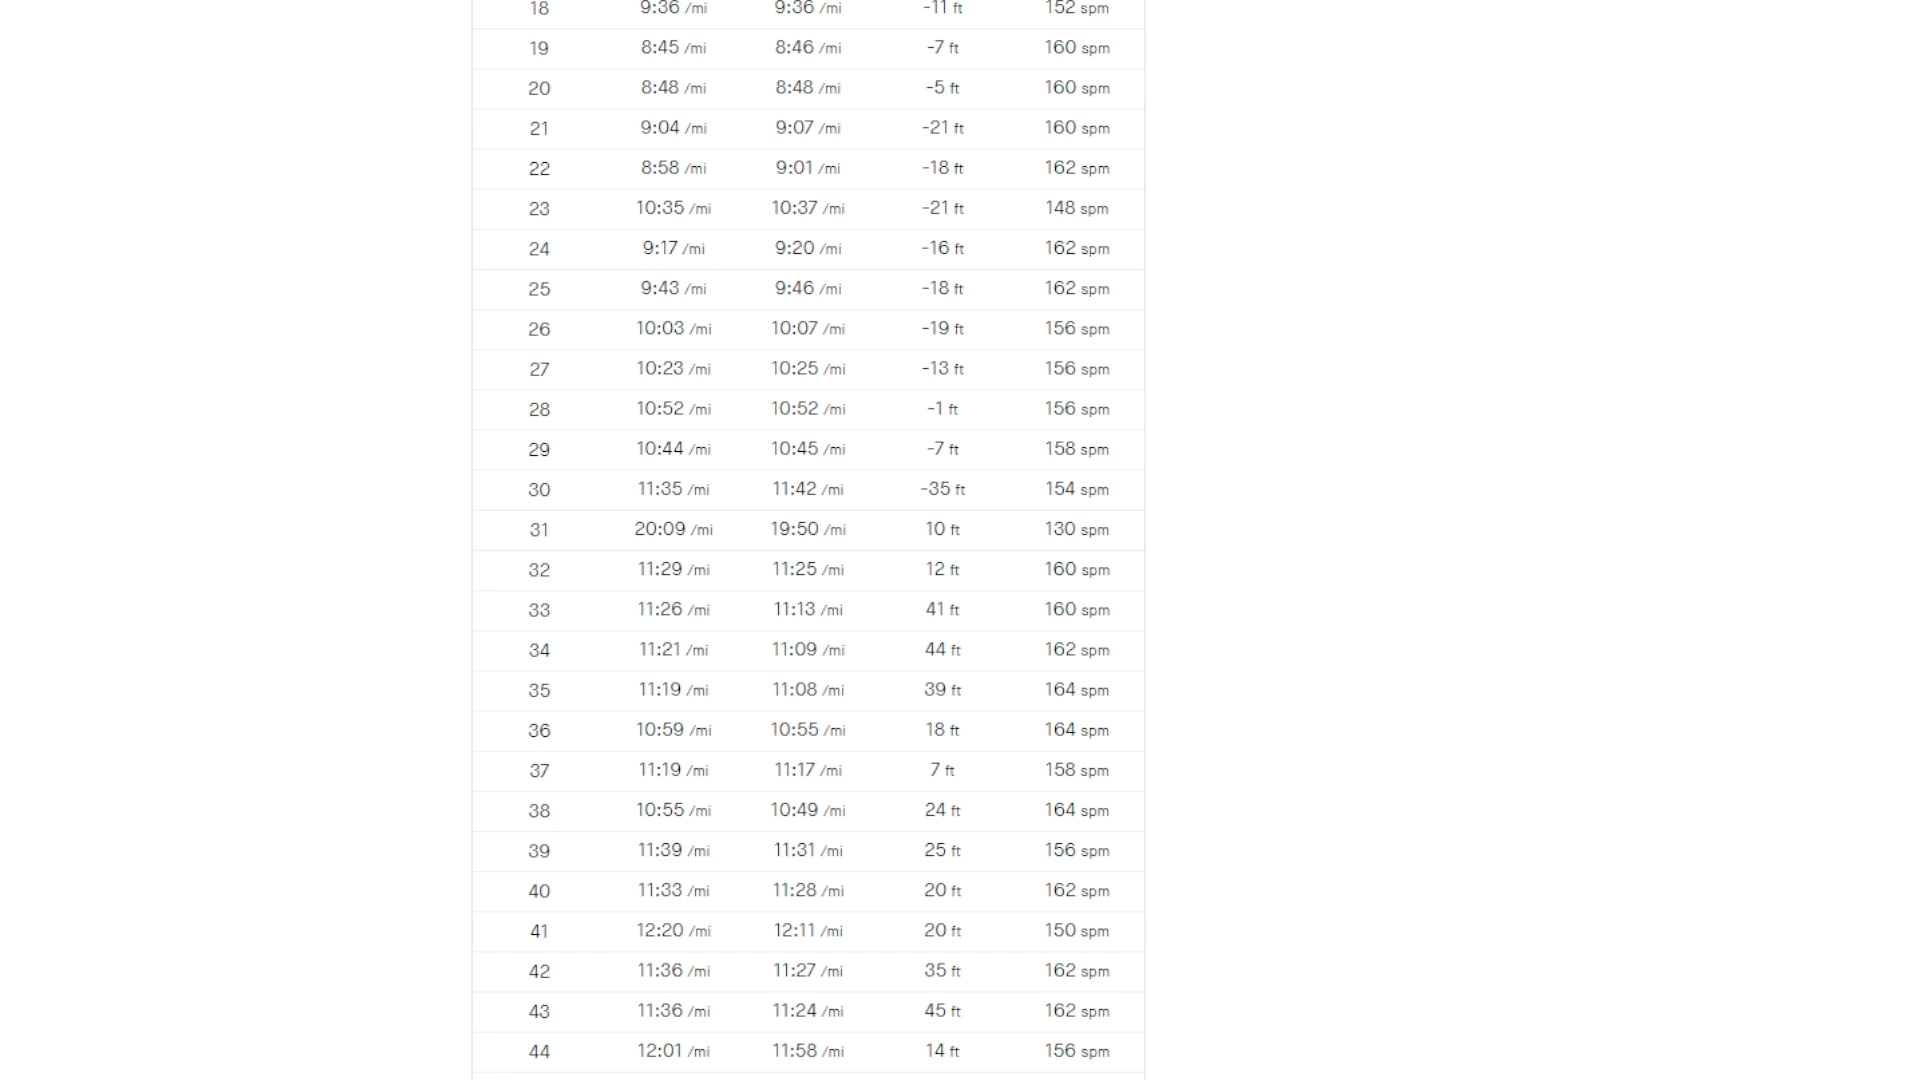 18 9:36 /mi 9:36 /mi -11 ft 152 spm
19 8:45 /mi 8:46 /mi -7 ft 160 spm
20 8:48 /mi 8:48 /mi -5 ft 160 spm
21 9:04 /mi 9:07 /mi -21 ft 160 spm
22 8:58 /mi 9:01 /mi -18 ft 162 spm
23 10:35 /mi 10:37 /mi -21 ft 148 spm
24 9:17 /mi 9:20 /mi -16 ft 162 spm
25 9:43 /mi 9:46 /mi -18 ft 162 spm
26 10:03 /mi 10:07 /mi -19 ft 156 spm
27 10:23 /mi 10:25 /mi -13 ft 156 spm
28 10:52 /mi 10:52 /mi -1 ft 156 spm
29 10:44 /mi 10:45 /mi -7 ft 158 spm
30 11:35 /mi 11:42 /mi -35 ft 154 spm
31 20:09 /mi 19:50 /mi 10 ft 130 spm
32 11:29 /mi 11:25 /mi 12 ft 160 spm
33 11:26 /mi 11:13 /mi 41 ft 160 spm
34 11:21 /mi 11:09 /mi 44 ft 162 spm
35 11:19 /mi 11:08 /mi 39 ft 164 spm
36 10:59 /mi 10:55 /mi 18 ft 164 spm
37 11:19 /mi 11:17 /mi 7 ft 158 spm
38 10:55 /mi 10:49 /mi 24 ft 164 spm
39 11:39 /mi 11:31 /mi 25 ft 156 spm
40 11:33 /mi 11:28 /mi 20 ft 162 spm
41 12:20 /mi 12:11 /mi 20 ft 150 spm
42 11:36 /mi 11:27 /mi 35 ft 162 spm
43 11:36 /mi 11:24 /mi 45 ft 162 spm
44 12:01 /mi 11:58 /mi 14 ft 156 spm